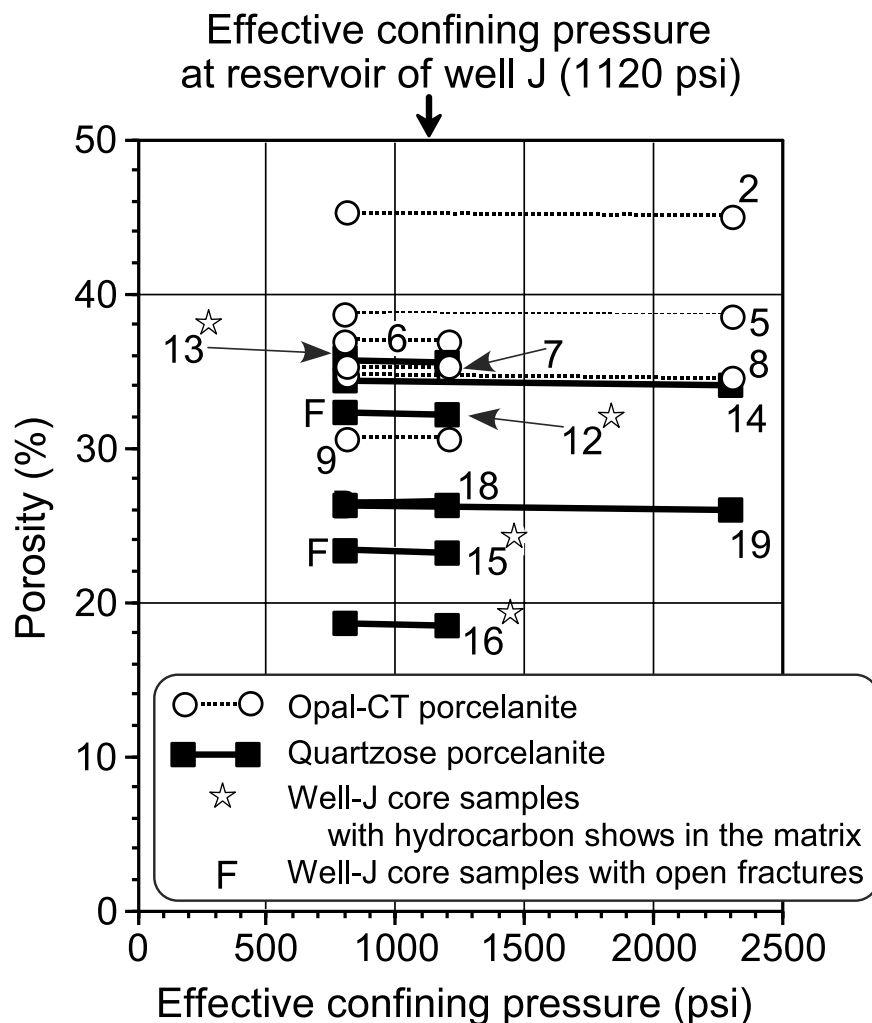 Effective confining pressure
at reservoir of well J (1120 psi)
50
2
40
13
6
7
5
8
F
12
14
30
9
18
F
15
19
20
16
Opal-CT porcelanite
Quartzose porcelanite
10
Well-J core samples
with hydrocarbon shows in the matrix
F Well-J core samples with open fractures
0
0 500 1000 1500 2000 2500
Porosity (%)
Effective confining pressure (psi)